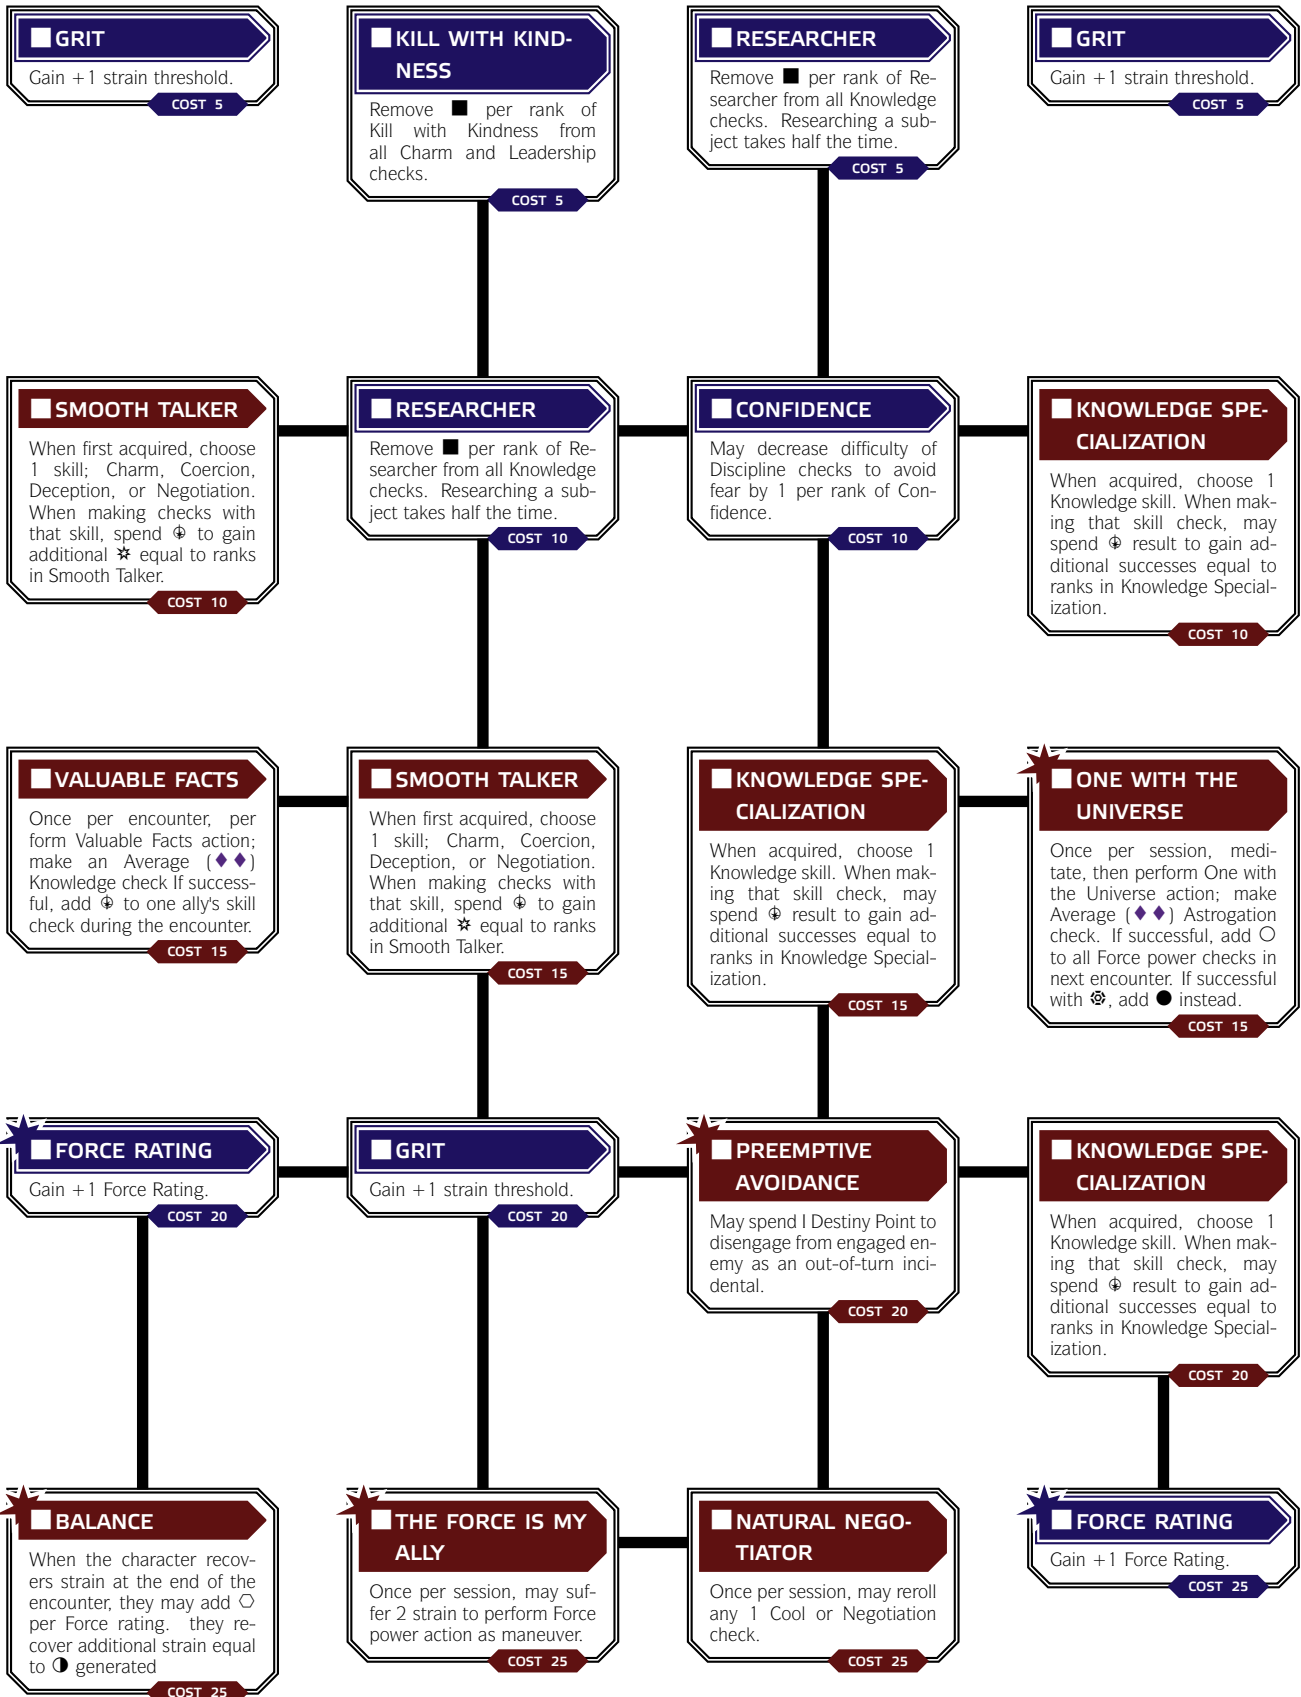 GRIT
Gain +1 strain threshold.
COST 5
KILL WITH KIND-
NESS
Remove ■ per rank of
Kill with Kindness from
all Charm and Leadership
checks.
COST 5
RESEARCHER
Remove ■ per rank of Re-
searcher from all Knowledge
checks. Researching a sub-
ject takes half the time.
COST 5
GRIT
Gain +1 strain threshold.
COST 5
SMOOTH TALKER
When first acquired, choose
1 skill; Charm, Coercion,
Deception, or Negotiation.
When making checks with
that skill, spend to gain
additional equal to ranks
in Smooth Talker.
COST 10
RESEARCHER
Remove ■ per rank of Re-
searcher from all Knowledge
checks. Researching a sub-
ject takes half the time.
COST 10
CONFIDENCE
May decrease difficulty of
Discipline checks to avoid
fear by 1 per rank of Con-
fidence.
COST 10
KNOWLEDGE SPE-
CIALIZATION
When acquired, choose 1
Knowledge skill. When mak-
ing that skill check, may
spend result to gain ad-
ditional successes equal to
ranks in Knowledge Special-
ization.
COST 10
VALUABLE FACTS
Once per encounter, per
form Valuable Facts action;
make an Average (♦♦)
Knowledge check If success-
ful, add to one ally's skill
check during the encounter.
COST 15
SMOOTH TALKER
When first acquired, choose
1 skill; Charm, Coercion,
Deception, or Negotiation.
When making checks with
that skill, spend to gain
additional equal to ranks
in Smooth Talker.
COST 15
KNOWLEDGE SPE-
CIALIZATION
When acquired, choose 1
Knowledge skill. When mak-
ing that skill check, may
spend result to gain ad-
ditional successes equal to
ranks in Knowledge Special-
ization.
COST 15
ONE WITH THE
UNIVERSE
Once per session, medi-
tate, then perform One with
the Universe action; make
Average (♦♦) Astrogation
check. If successful, add ○
to all Force power checks in
next encounter. If successful
with , add ● instead.
COST 15
FORCE RATING
Gain +1 Force Rating.
COST 20
GRIT
Gain +1 strain threshold.
COST 20
PREEMPTIVE
AVOIDANCE
May spend I Destiny Point to
disengage from engaged en-
emy as an out-of-turn inci-
dental.
COST 20
KNOWLEDGE SPE-
CIALIZATION
When acquired, choose 1
Knowledge skill. When mak-
ing that skill check, may
spend result to gain ad-
ditional successes equal to
ranks in Knowledge Special-
ization.
COST 20
BALANCE
When the character recov-
ers strain at the end of the
encounter, they may add ⬡
per Force rating. they re-
cover additional strain equal
to ◑ generated
COST 25
THE FORCE IS MY
ALLY
Once per session, may suf-
fer 2 strain to perform Force
power action as maneuver.
COST 25
NATURAL NEGO-
TIATOR
Once per session, may reroll
any 1 Cool or Negotiation
check.
COST 25
FORCE RATING
Gain +1 Force Rating.
COST 25